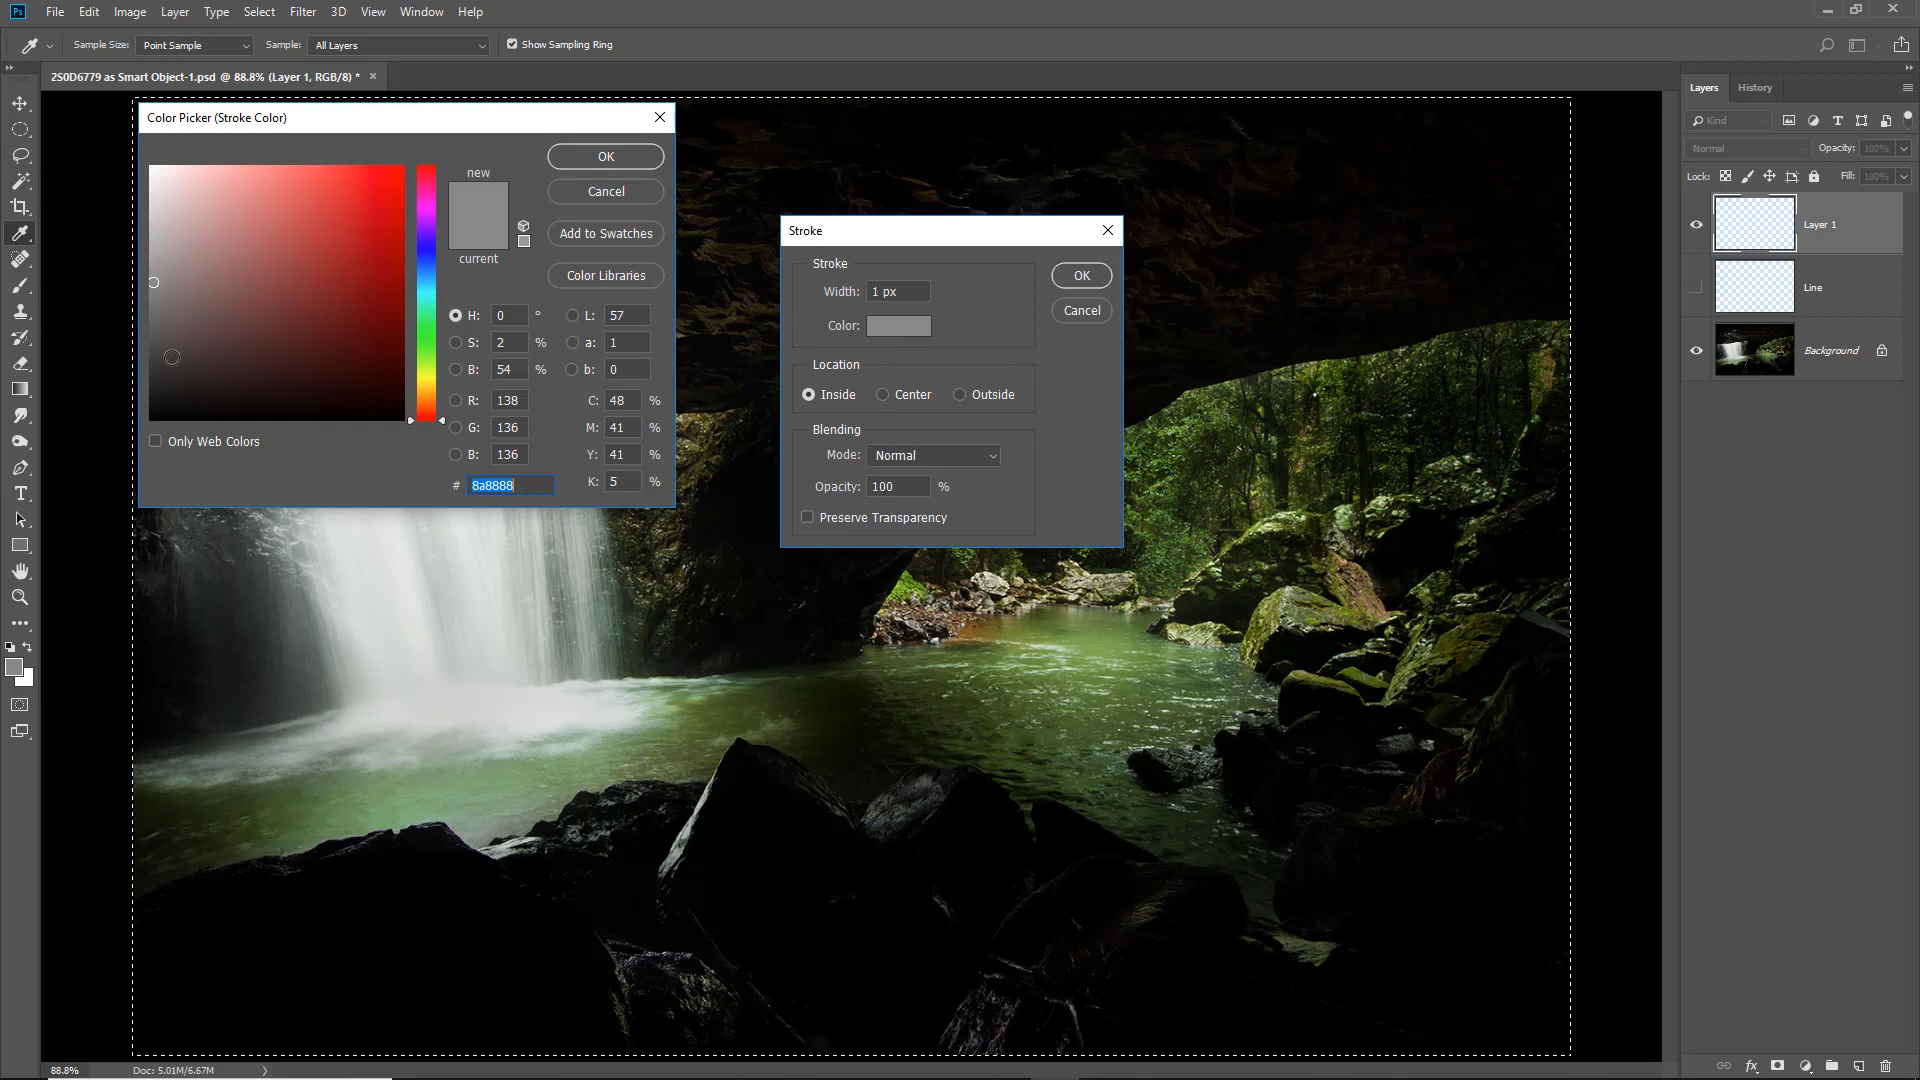 Ps File Edit Image Layer Type Select Filter 3D View Window Help
Sample Size: Point Sample Sample: All Layers Show Sampling Ring
2S0D6779 as Smart Object-1.psd @ 88.8% (Layer 1, RGB/8) *
Color Picker (Stroke Color)
new
current
OK
Cancel
Add to Swatches
Color Libraries
H: 0 ° L: 57
S: 2 % a: 1
B: 54 % b: 0
R: 138 C: 48 %
G: 136 M: 41 %
B: 136 Y: 41 %
# 8a8888 K: 5 %
Only Web Colors
Stroke
Stroke
Width: 1 px
Color:
OK
Cancel
Location
Inside Center Outside
Blending
Mode: Normal
Opacity: 100 %
Preserve Transparency
Layers History
Kind
Normal Opacity: 100%
Lock: Fill: 100%
Layer 1
Line
Background
fx
88.8% Doc: 5.01M/6.67M